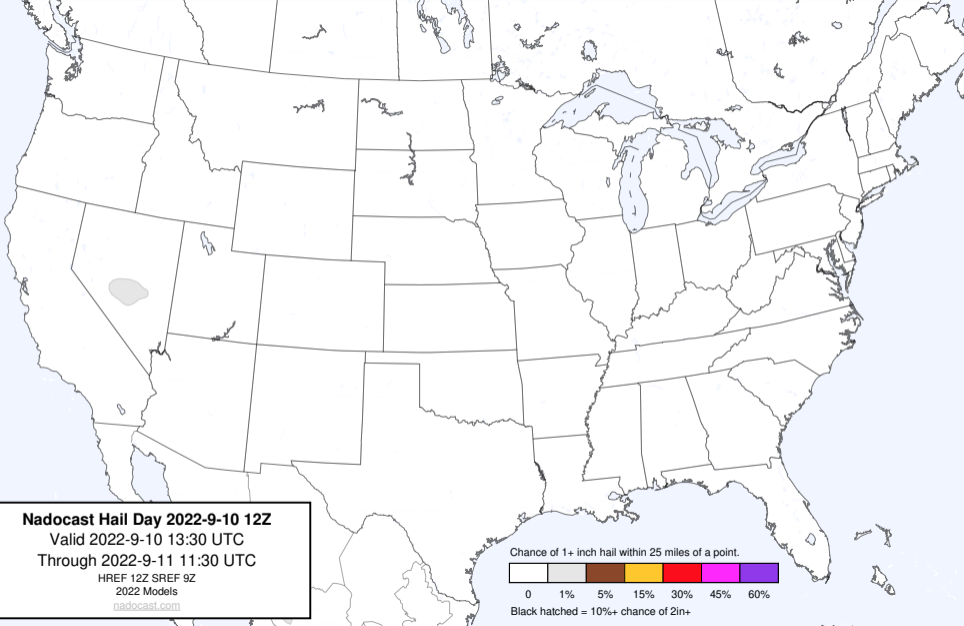 Nadocast Hail Day 2022-9-10 12Z
Valid 2022-9-10 13:30 UTC
Through 2022-9-11 11:30 UTC
HREF 12Z SREF 9Z
2022 Models
nadocast.com
Chance of 1+ inch hail within 25 miles of a point.
0 1% 5% 15% 30% 45% 60%
Black hatched = 10%+ chance of 2in+